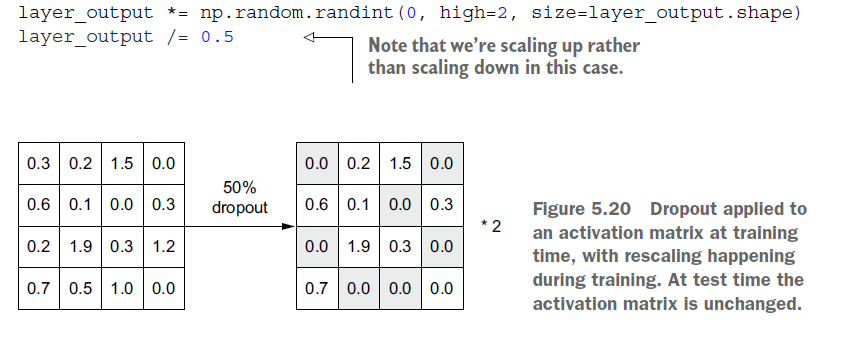 layer_output *= np.random.randint(0, high=2, size=layer_output.shape)
layer_output /= 0.5
Note that we're scaling up rather
than scaling down in this case.
0.3 0.2 1.5 0.0
0.6 0.1 0.0 0.3
0.2 1.9 0.3 1.2
0.7 0.5 1.0 0.0
50%
dropout
0.0 0.2 1.5 0.0
0.6 0.1 0.0 0.3
0.0 1.9 0.3 0.0
0.7 0.0 0.0 0.0
* 2
Figure 5.20 Dropout applied to
an activation matrix at training
time, with rescaling happening
during training. At test time the
activation matrix is unchanged.